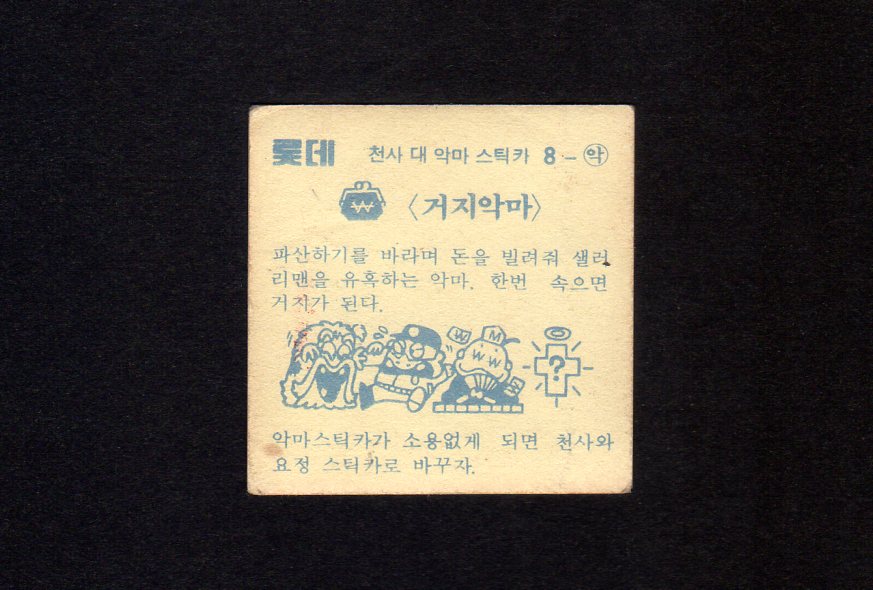 롯데 천사 대 악마 스틱카 8-악
₩ 〈거지악마〉
파산하기를 바라며 돈을 빌려줘 샐러
리맨을 유혹하는 악마. 한번 속으면
거지가 된다.
W M
W W ?
악마스틱카가 소용없게 되면 천사와
요정 스틱카로 바꾸자.